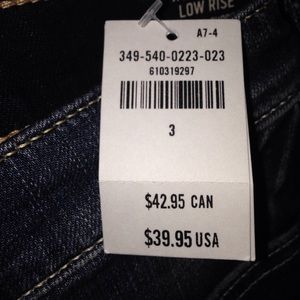 LOW RISE
A7-4
349-540-0223-023
610319297
3
$42.95 CAN
$39.95 USA